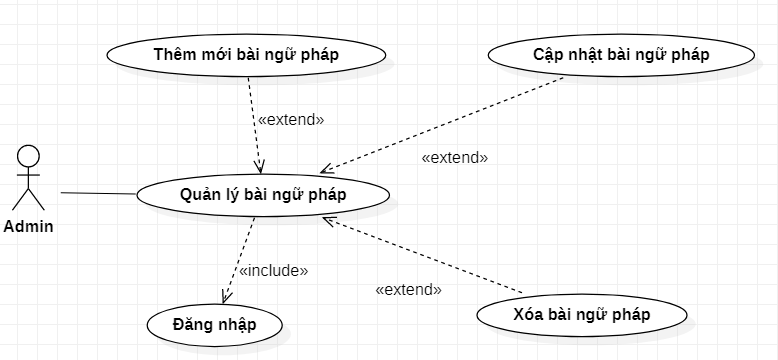 Thêm mới bài ngữ pháp
Cập nhật bài ngữ pháp
«extend»
«extend»
Quản lý bài ngữ pháp
Admin
«include»
«extend»
Đăng nhập
Xóa bài ngữ pháp